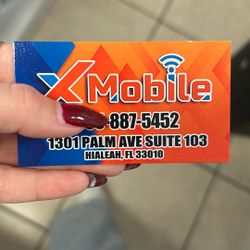 XMobile
-887-5452
1301 PALM AVE SUITE 103
HIALEAH, FL 33010